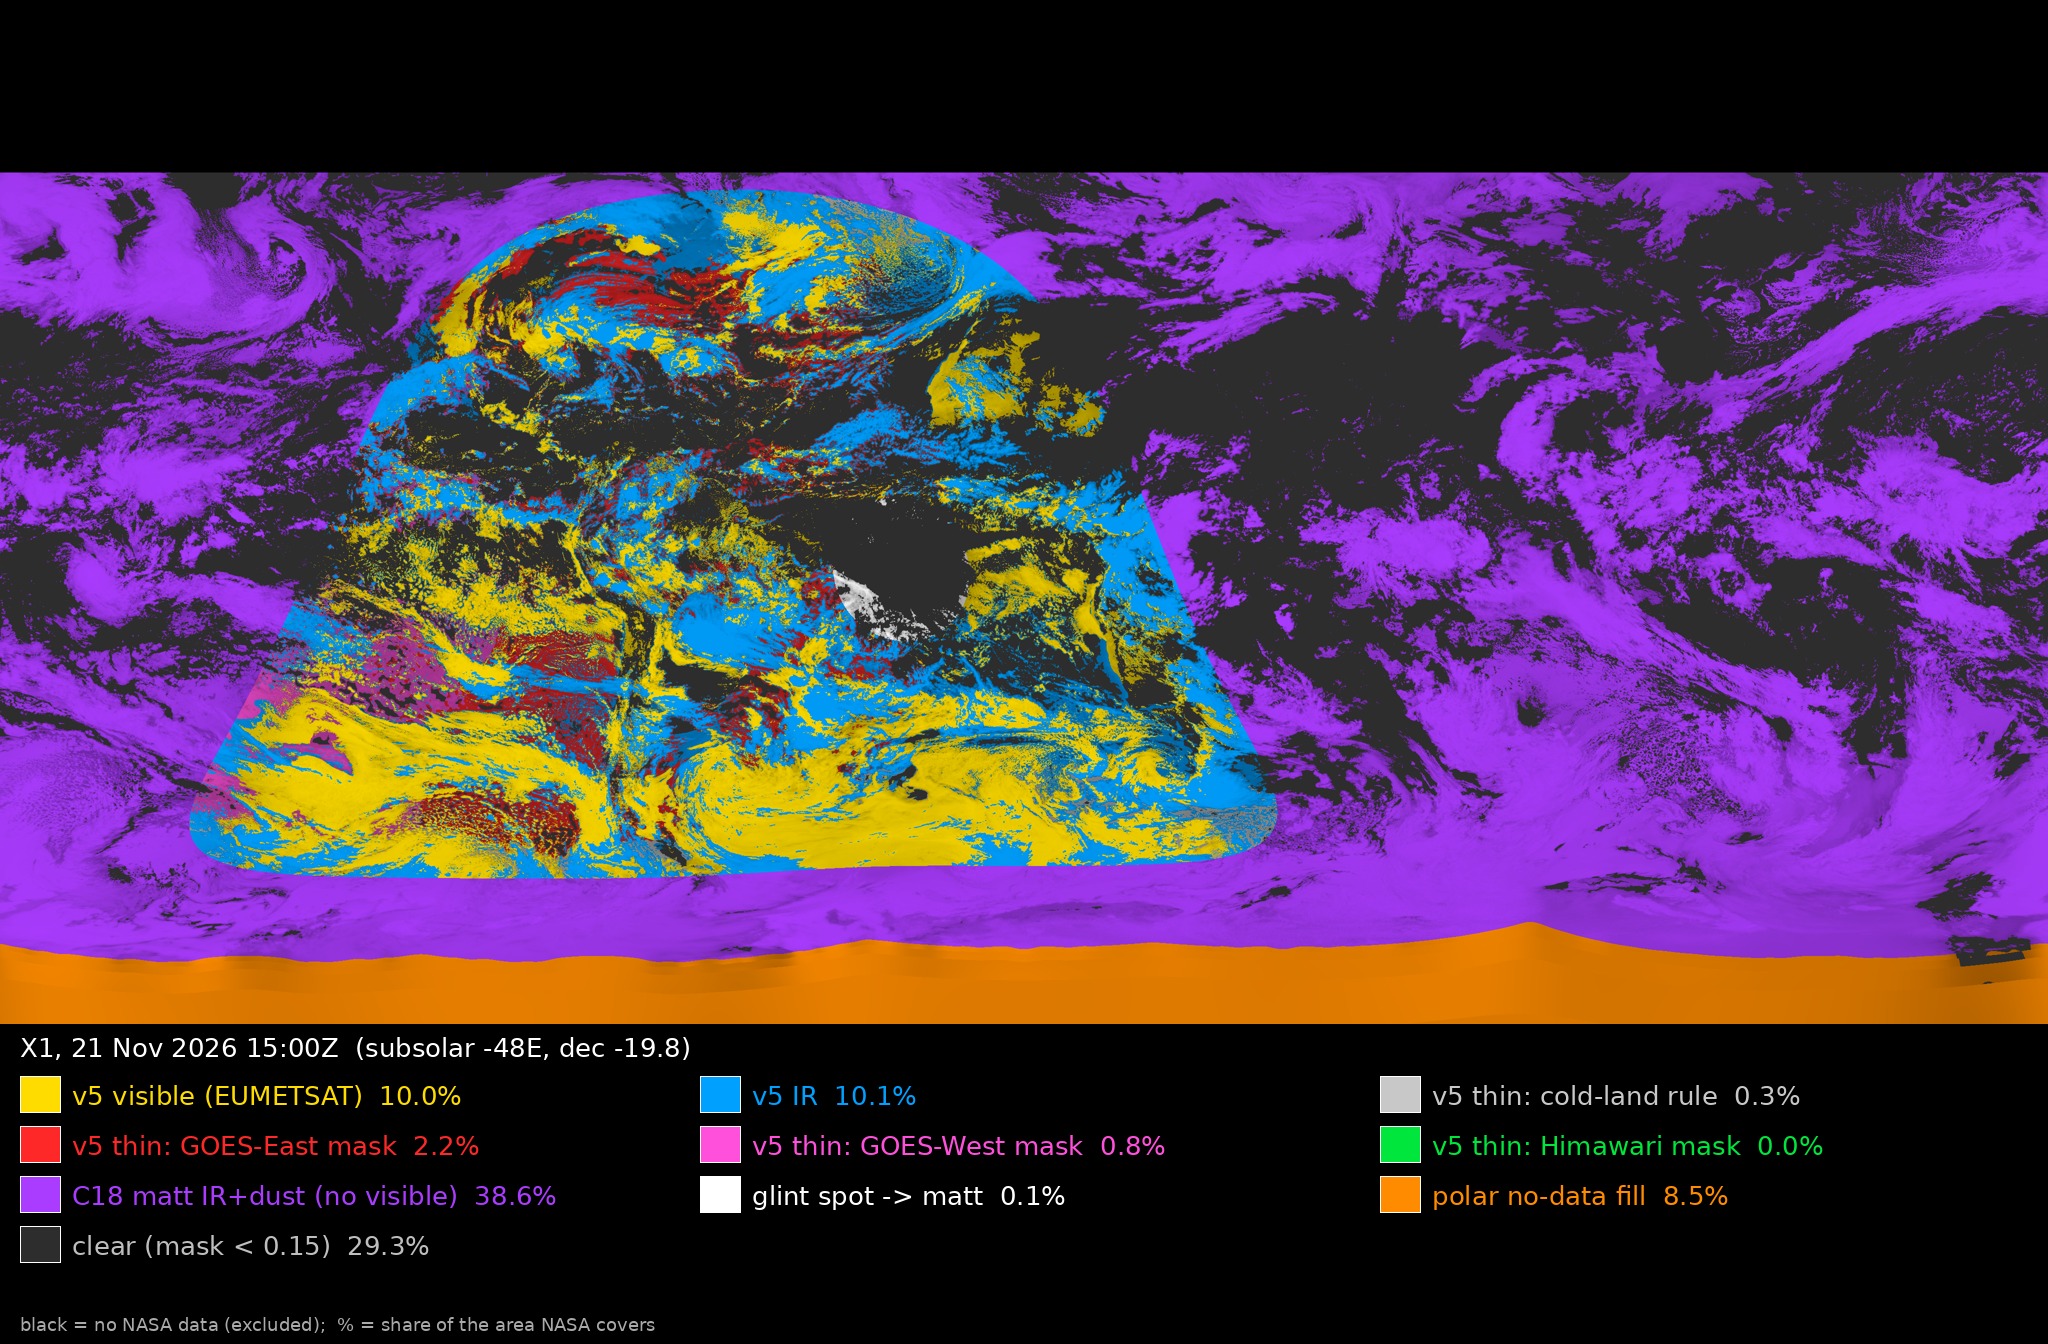 X1, 21 Nov 2026 15:00Z  (subsolar -48E, dec -19.8)
v5 visible (EUMETSAT)  10.0%
v5 IR  10.1%
v5 thin: cold-land rule  0.3%
v5 thin: GOES-East mask  2.2%
v5 thin: GOES-West mask  0.8%
v5 thin: Himawari mask  0.0%
C18 matt IR+dust (no visible)  38.6%
glint spot -> matt  0.1%
polar no-data fill  8.5%
clear (mask < 0.15)  29.3%
black = no NASA data (excluded);  % = share of the area NASA covers